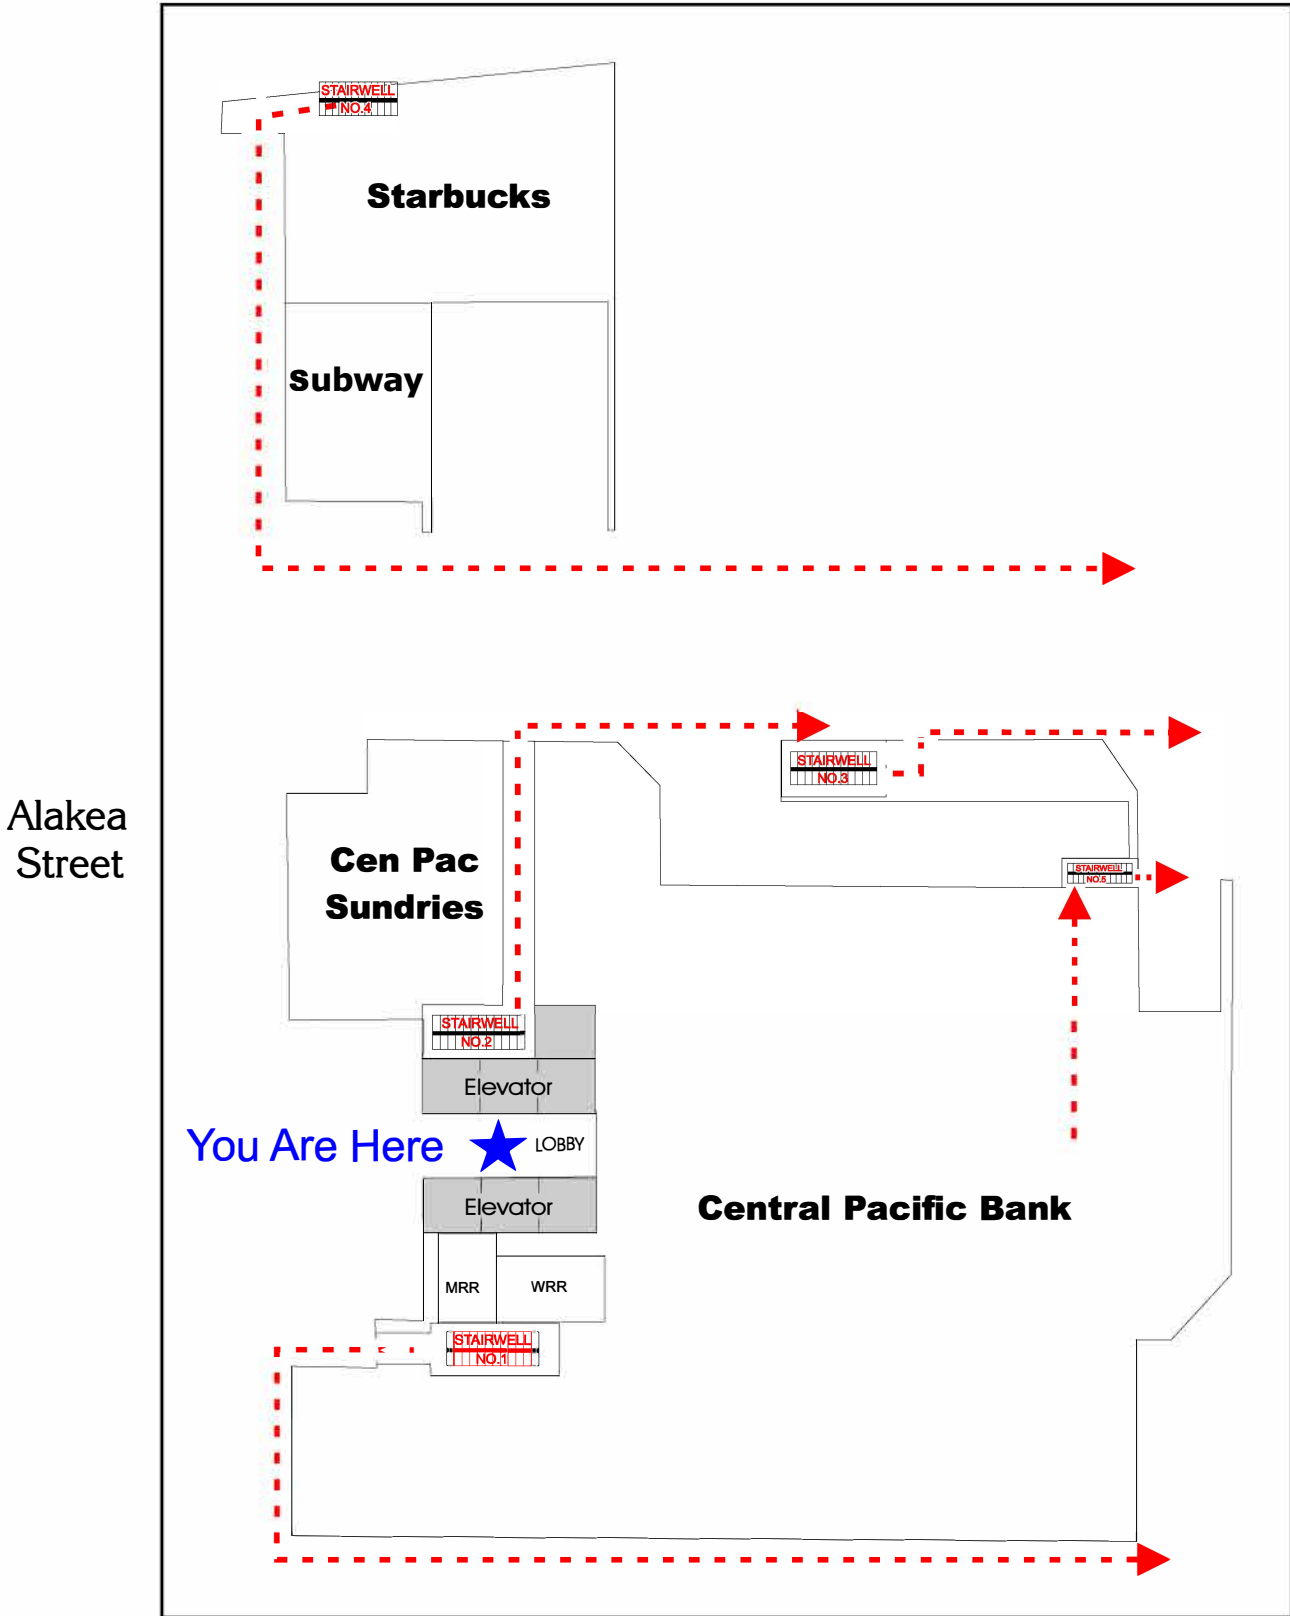 STAIRWELL
NO.4
Starbucks
Subway
STAIRWELL
NO.3
Alakea
Street
Cen Pac
Sundries
STAIRWELL
NO.5
STAIRWELL
NO.2
Elevator
You Are Here
LOBBY
Elevator
Central Pacific Bank
MRR
WRR
STAIRWELL
NO.1